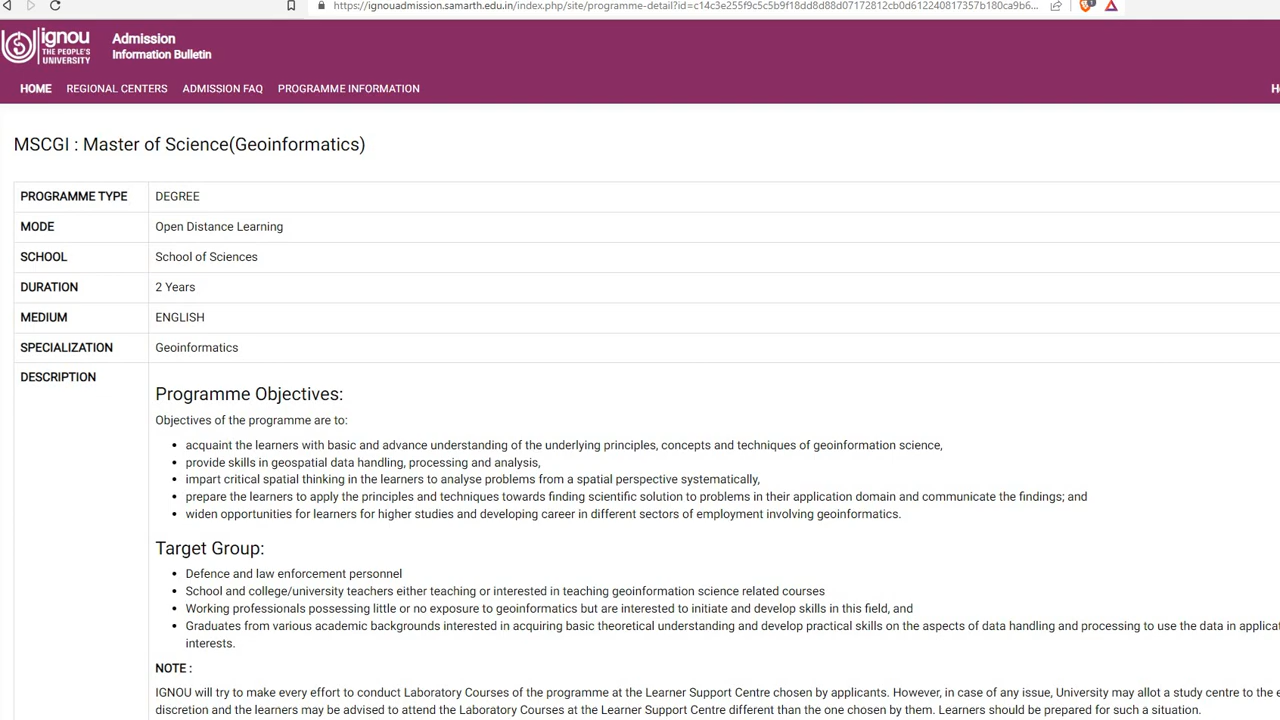 https://ignouadmission.samarth.edu.in/index.php/site/programme-detail?id=c14c3e255f9c5c5b9f18dd8d88d07172812cb0d612240817357b180ca9b6...
ignou
THE PEOPLE'S
UNIVERSITY
Admission
Information Bulletin
HOME REGIONAL CENTERS ADMISSION FAQ PROGRAMME INFORMATION
MSCGI : Master of Science(Geoinformatics)
PROGRAMME TYPE DEGREE
MODE Open Distance Learning
SCHOOL School of Sciences
DURATION 2 Years
MEDIUM ENGLISH
SPECIALIZATION Geoinformatics
DESCRIPTION
Programme Objectives:
Objectives of the programme are to:
• acquaint the learners with basic and advance understanding of the underlying principles, concepts and techniques of geoinformation science,
• provide skills in geospatial data handling, processing and analysis,
• impart critical spatial thinking in the learners to analyse problems from a spatial perspective systematically,
• prepare the learners to apply the principles and techniques towards finding scientific solution to problems in their application domain and communicate the findings; and
• widen opportunities for learners for higher studies and developing career in different sectors of employment involving geoinformatics.
Target Group:
• Defence and law enforcement personnel
• School and college/university teachers either teaching or interested in teaching geoinformation science related courses
• Working professionals possessing little or no exposure to geoinformatics but are interested to initiate and develop skills in this field, and
• Graduates from various academic backgrounds interested in acquiring basic theoretical understanding and develop practical skills on the aspects of data handling and processing to use the data in
interests.
NOTE :
IGNOU will try to make every effort to conduct Laboratory Courses of the programme at the Learner Support Centre chosen by applicants. However, in case of any issue, University may allot a study centre to the
discretion and the learners may be advised to attend the Laboratory Courses at the Learner Support Centre different than the one chosen by them. Learners should be prepared for such a situation.